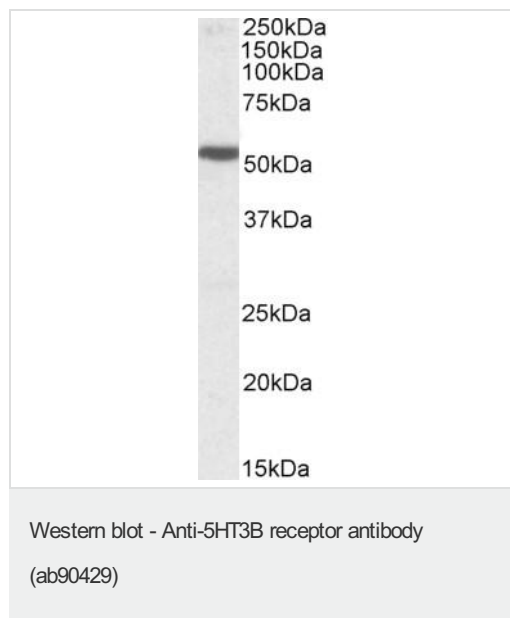 250kDa
150kDa
100kDa
75kDa
50kDa
37kDa
25kDa
20kDa
15kDa
Western blot - Anti-5HT3B receptor antibody
(ab90429)